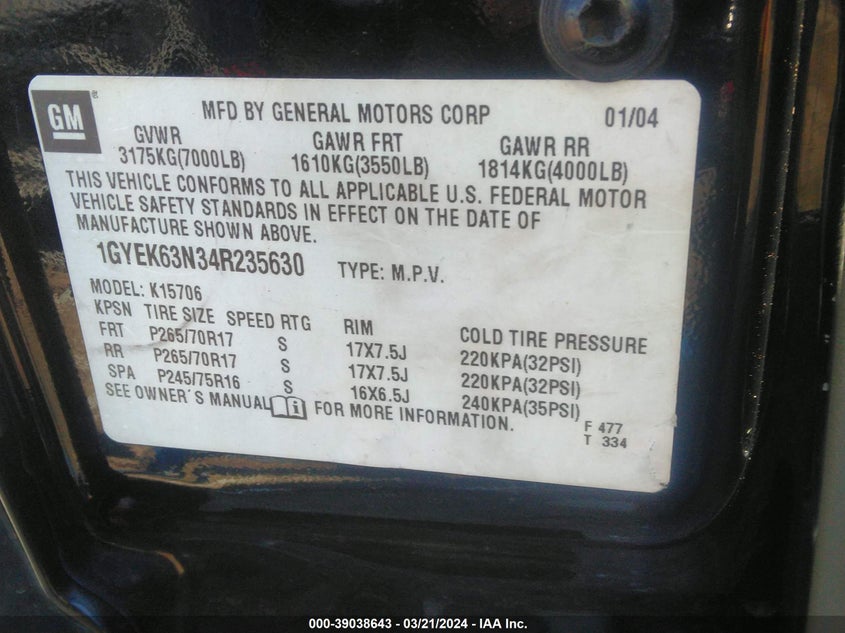 GM ®
MFD BY GENERAL MOTORS CORP 01/04
GVWR GAWR FRT GAWR RR
3175KG(7000LB) 1610KG(3550LB) 1814KG(4000LB)
THIS VEHICLE CONFORMS TO ALL APPLICABLE U.S. FEDERAL MOTOR
VEHICLE SAFETY STANDARDS IN EFFECT ON THE DATE OF
MANUFACTURE SHOWN ABOVE.
1GYEK63N34R235630 TYPE: M.P.V.
MODEL: K15706
KPSN TIRE SIZE SPEED RTG RIM COLD TIRE PRESSURE
FRT P265/70R17 S 17X7.5J 220KPA(32PSI)
RR P265/70R17 S 17X7.5J 220KPA(32PSI)
SPA P245/75R16 S 16X6.5J 240KPA(35PSI)
SEE OWNER'S MANUAL i FOR MORE INFORMATION.
F 477
T 334
000-39038643 — 03/21/2024 — IAA Inc.